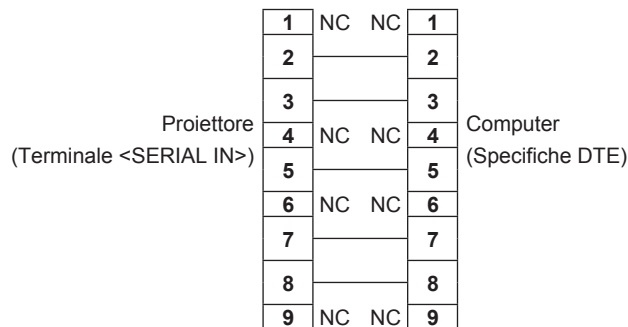 1 NC NC 1
2 2
3 3
Proiettore
(Terminale <SERIAL IN>)
4 NC NC 4
Computer
(Specifiche DTE)
5 5
6 NC NC 6
7 7
8 8
9 NC NC 9